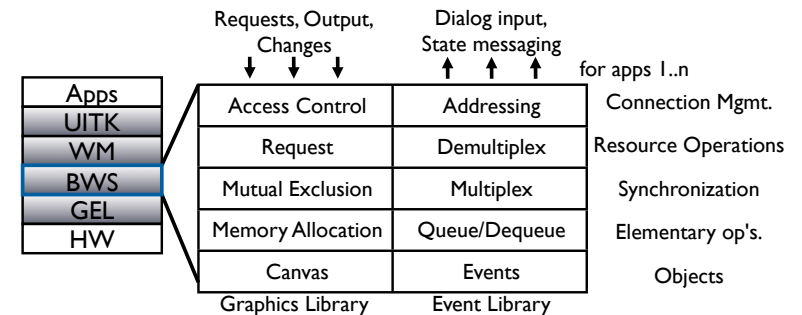 Requests, Output,
Changes
Dialog input,
State messaging
for apps 1..n
Apps
UITK
WM
BWS
GEL
HW
Access Control
Addressing
Connection Mgmt.
Request
Demultiplex
Resource Operations
Mutual Exclusion
Multiplex
Synchronization
Memory Allocation
Queue/Dequeue
Elementary op's.
Canvas
Events
Objects
Graphics Library
Event Library